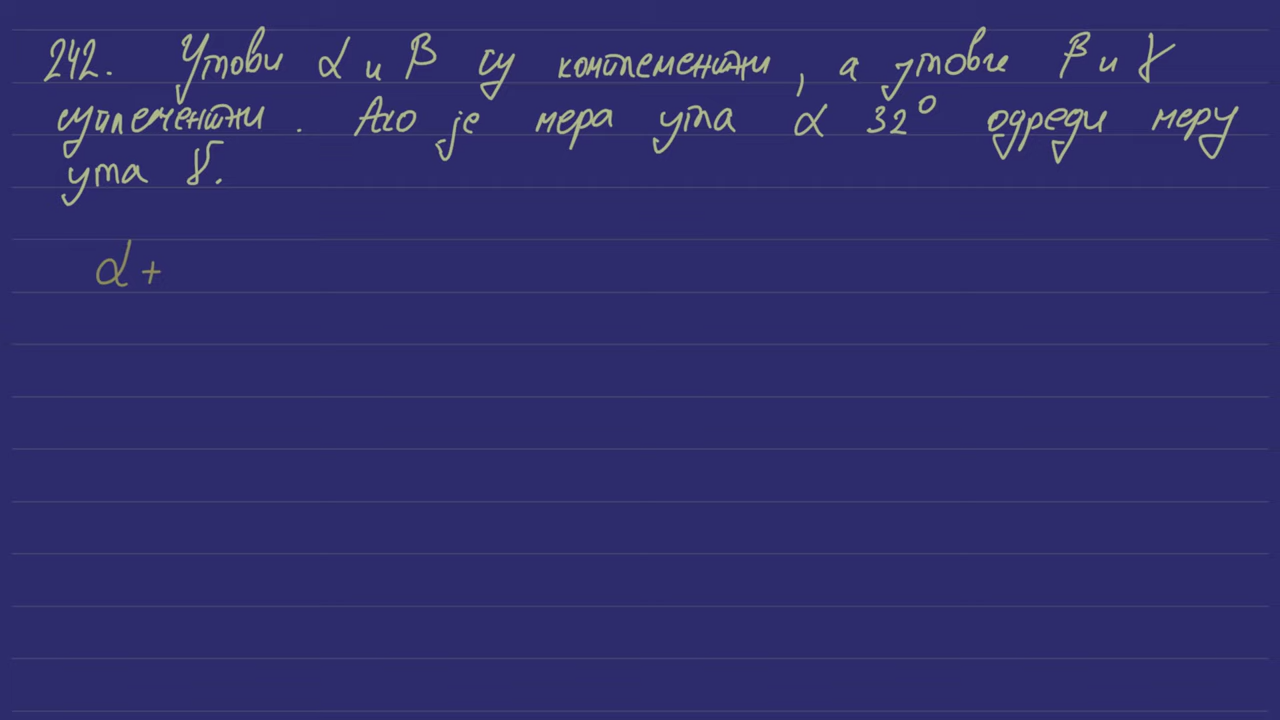 242. Углови α и β су комплементни, а углови β и γ
суплементни. Ако је мера угла α 32° одреди меру
угла γ.
α +